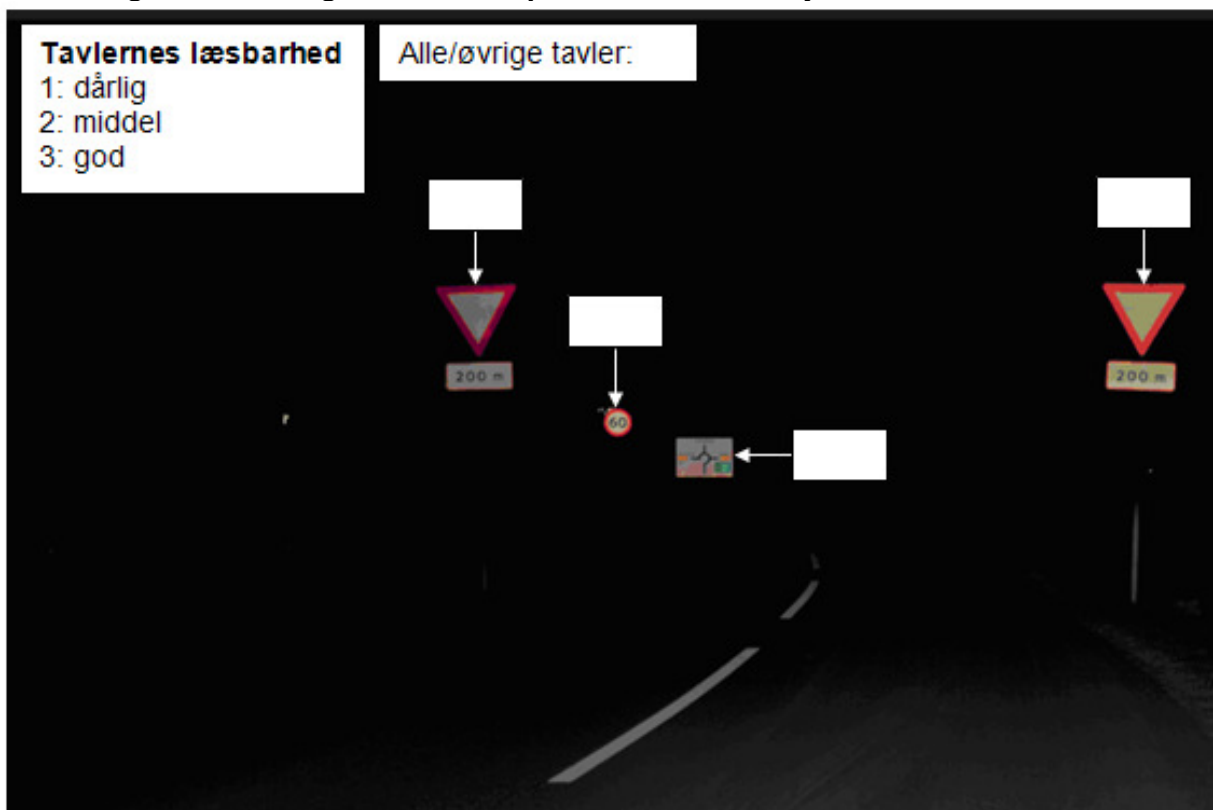 Tavlernes læsbarhed
1: dårlig
2: middel
3: god
Alle/øvrige tavler:
200 m
60
200 m